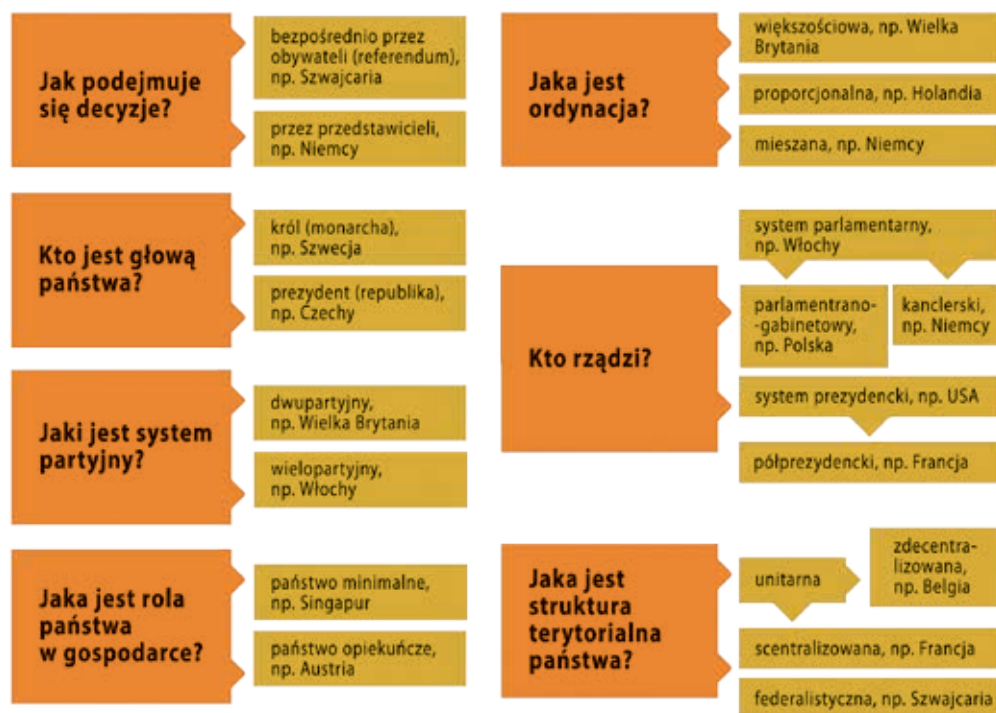 Jak podejmuje
się decyzje?
bezpośrednio przez
obywateli (referendum),
np. Szwajcaria
przez przedstawicieli,
np. Niemcy
Kto jest głową
państwa?
król (monarcha),
np. Szwecja
prezydent (republika),
np. Czechy
Jaki jest system
partyjny?
dwupartyjny,
np. Wielka Brytania
wielopartyjny,
np. Włochy
Jaka jest rola
państwa
w gospodarce?
państwo minimalne,
np. Singapur
państwo opiekuńcze,
np. Austria
Jaka jest
ordynacja?
większościowa, np. Wielka
Brytania
proporcjonalna, np. Holandia
mieszana, np. Niemcy
Kto rządzi?
system parlamentarny,
np. Włochy
parlamentrano-
-gabinetowy,
np. Polska
kanclerski,
np. Niemcy
system prezydencki, np. USA
półprezydencki, np. Francja
Jaka jest
struktura
terytorialna
państwa?
unitarna
zdecentra-
lizowana,
np. Belgia
scentralizowana, np. Francja
federalistyczna, np. Szwajcaria